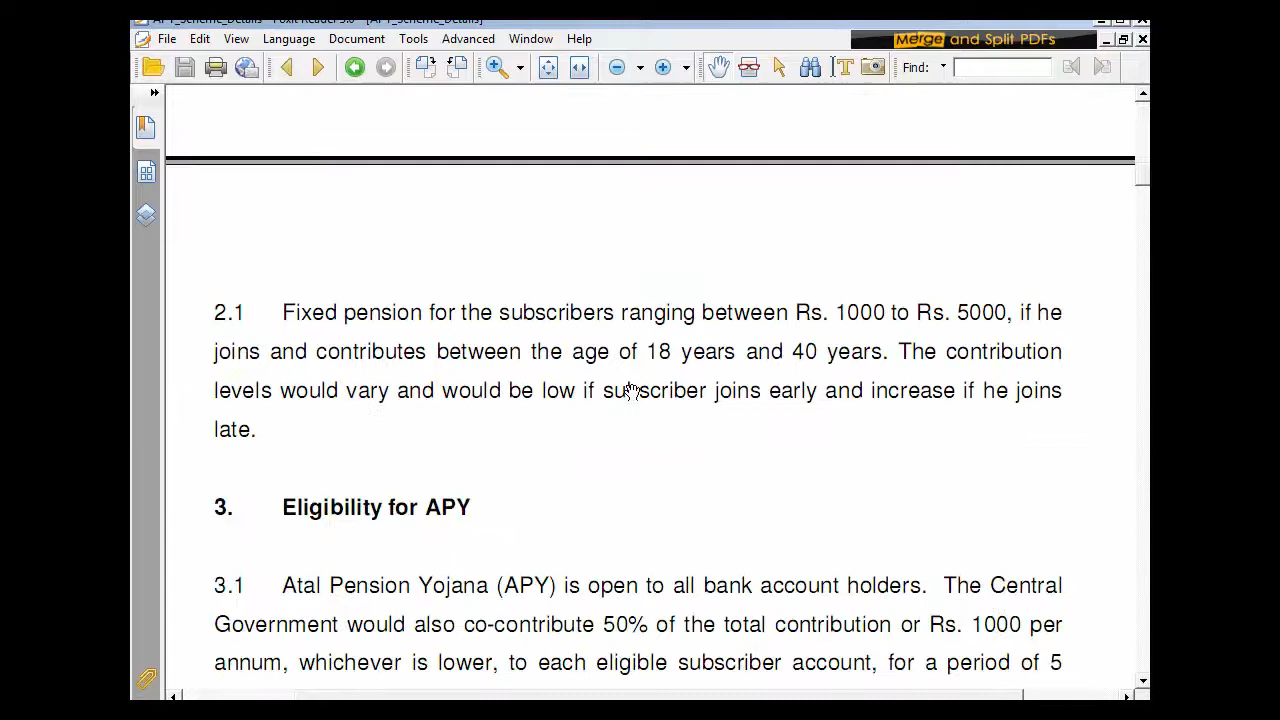 File Edit View Language Document Tools Advanced Window Help
Merge and Split PDFs
Find:
2.1 Fixed pension for the subscribers ranging between Rs. 1000 to Rs. 5000, if he
joins and contributes between the age of 18 years and 40 years. The contribution
levels would vary and would be low if subscriber joins early and increase if he joins
late.
3. Eligibility for APY
3.1 Atal Pension Yojana (APY) is open to all bank account holders. The Central
Government would also co-contribute 50% of the total contribution or Rs. 1000 per
annum, whichever is lower, to each eligible subscriber account, for a period of 5